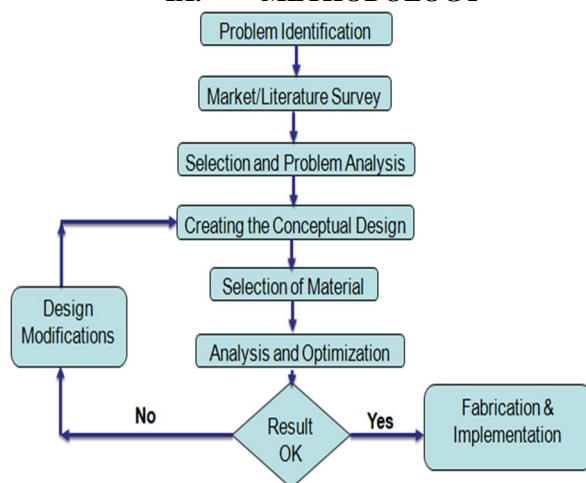 Problem Identification
Market/Literature Survey
Selection and Problem Analysis
Creating the Conceptual Design
Selection of Material
Design
Modifications
Analysis and Optimization
No
Result
OK
Yes
Fabrication &
Implementation